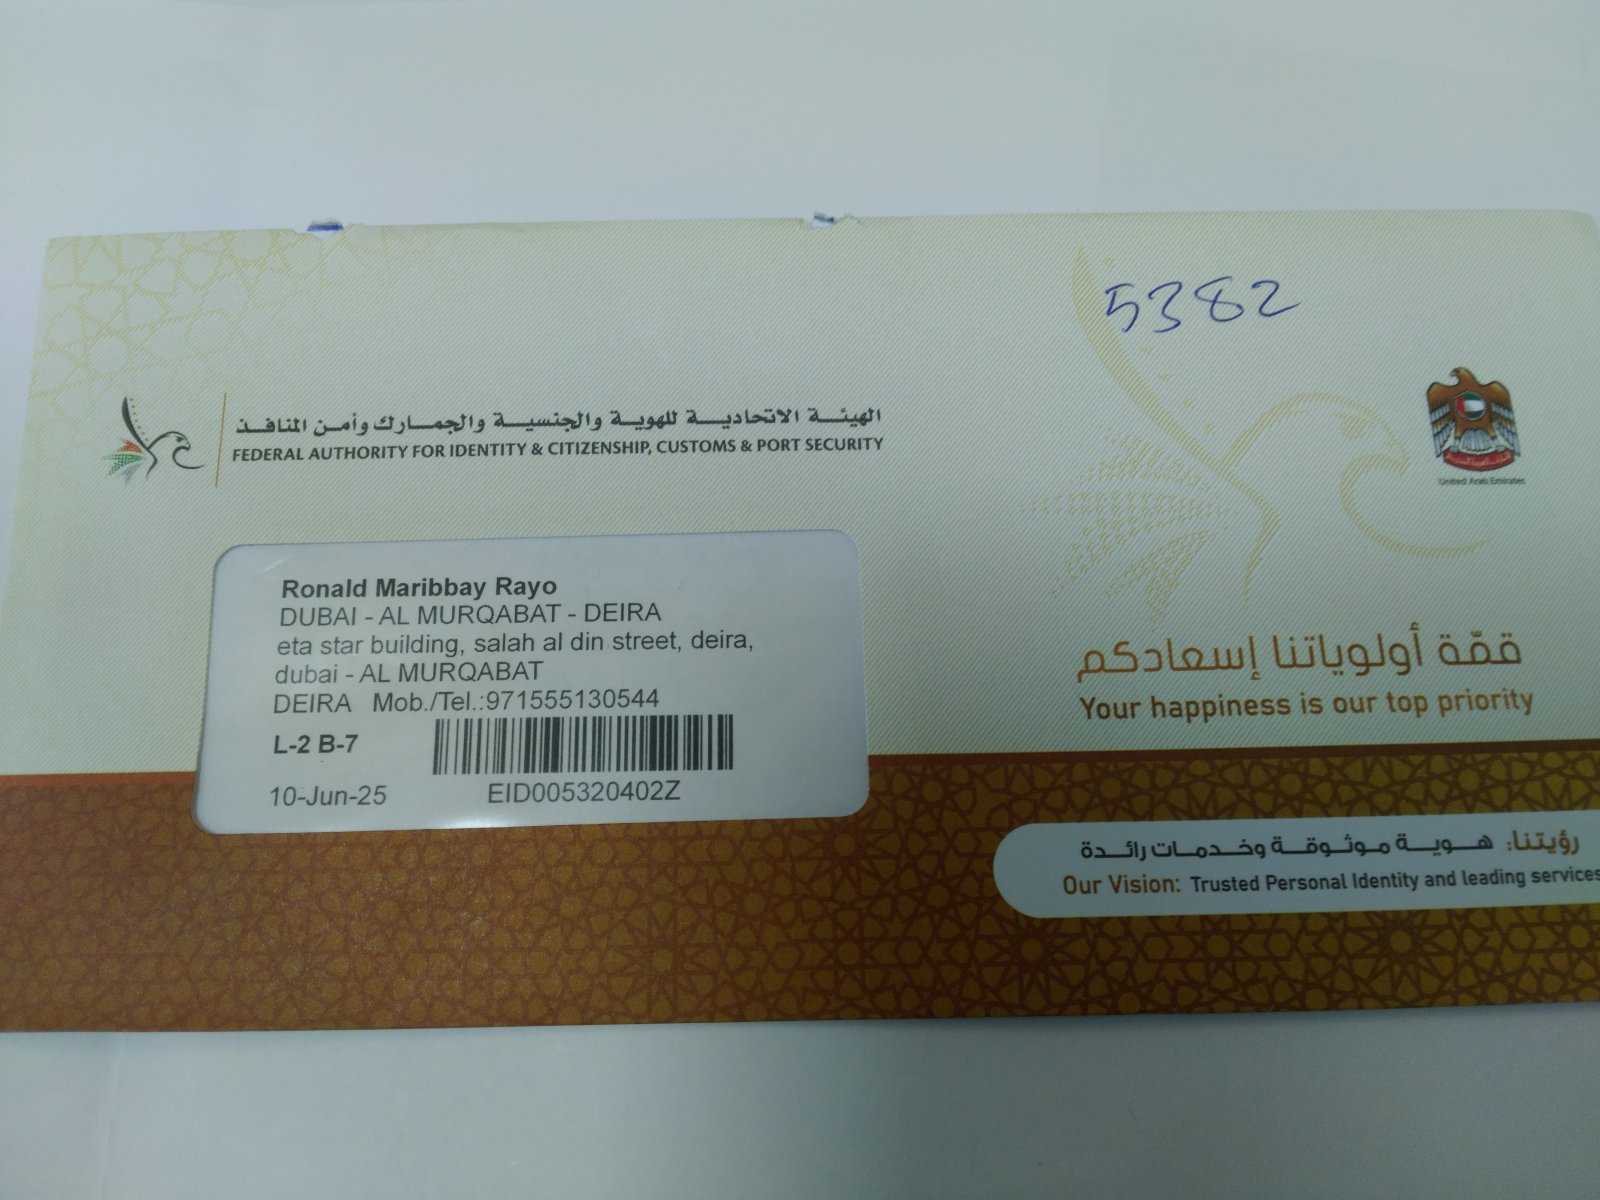 5382
الهيئة الاتحادية للهوية والجنسية والجمارك وأمن المنافذ
FEDERAL AUTHORITY FOR IDENTITY & CITIZENSHIP, CUSTOMS & PORT SECURITY
United Arab Emirates
Ronald Maribbay Rayo
DUBAI - AL MURQABAT - DEIRA
eta star building, salah al din street, deira,
dubai - AL MURQABAT
DEIRA Mob./Tel.:971555130544
L-2 B-7
10-Jun-25 EID005320402Z
قمّة أولوياتنا إسعادكم
Your happiness is our top priority
رؤيتنا: هوية موثوقة وخدمات رائدة
Our Vision: Trusted Personal Identity and leading services